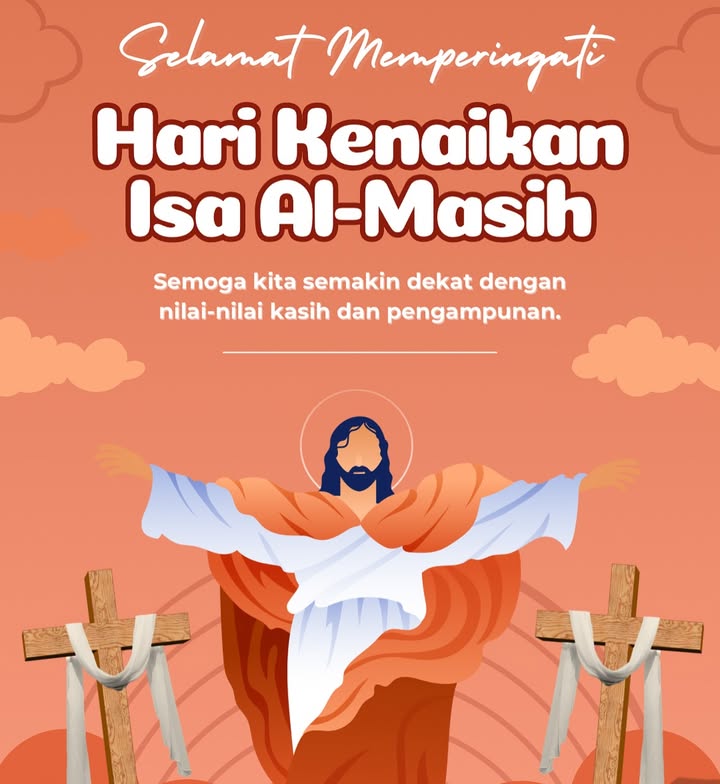 Selamat Memperingati
Hari Kenaikan
Isa Al-Masih
Semoga kita semakin dekat dengan
nilai-nilai kasih dan pengampunan.